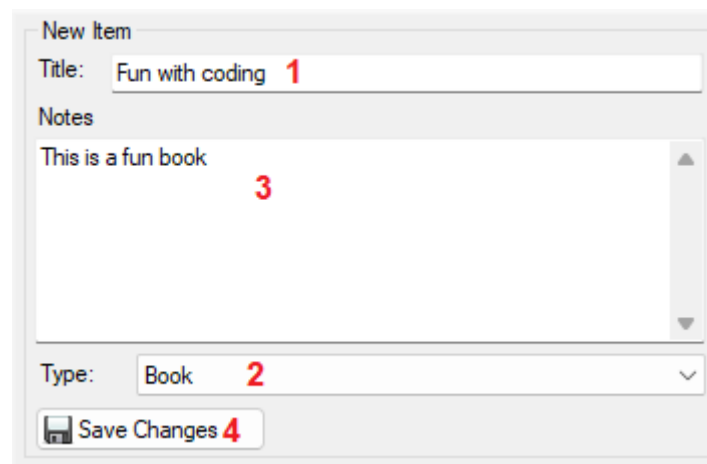 New Item
Title: Fun with coding 1
Notes
This is a fun book
3
Type: Book 2
Save Changes 4